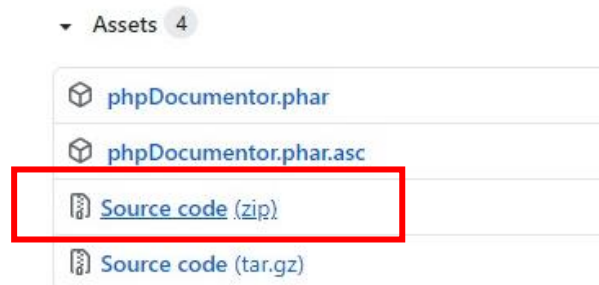 Assets 4
phpDocumentor.phar
phpDocumentor.phar.asc
Source code (zip)
Source code (tar.gz)